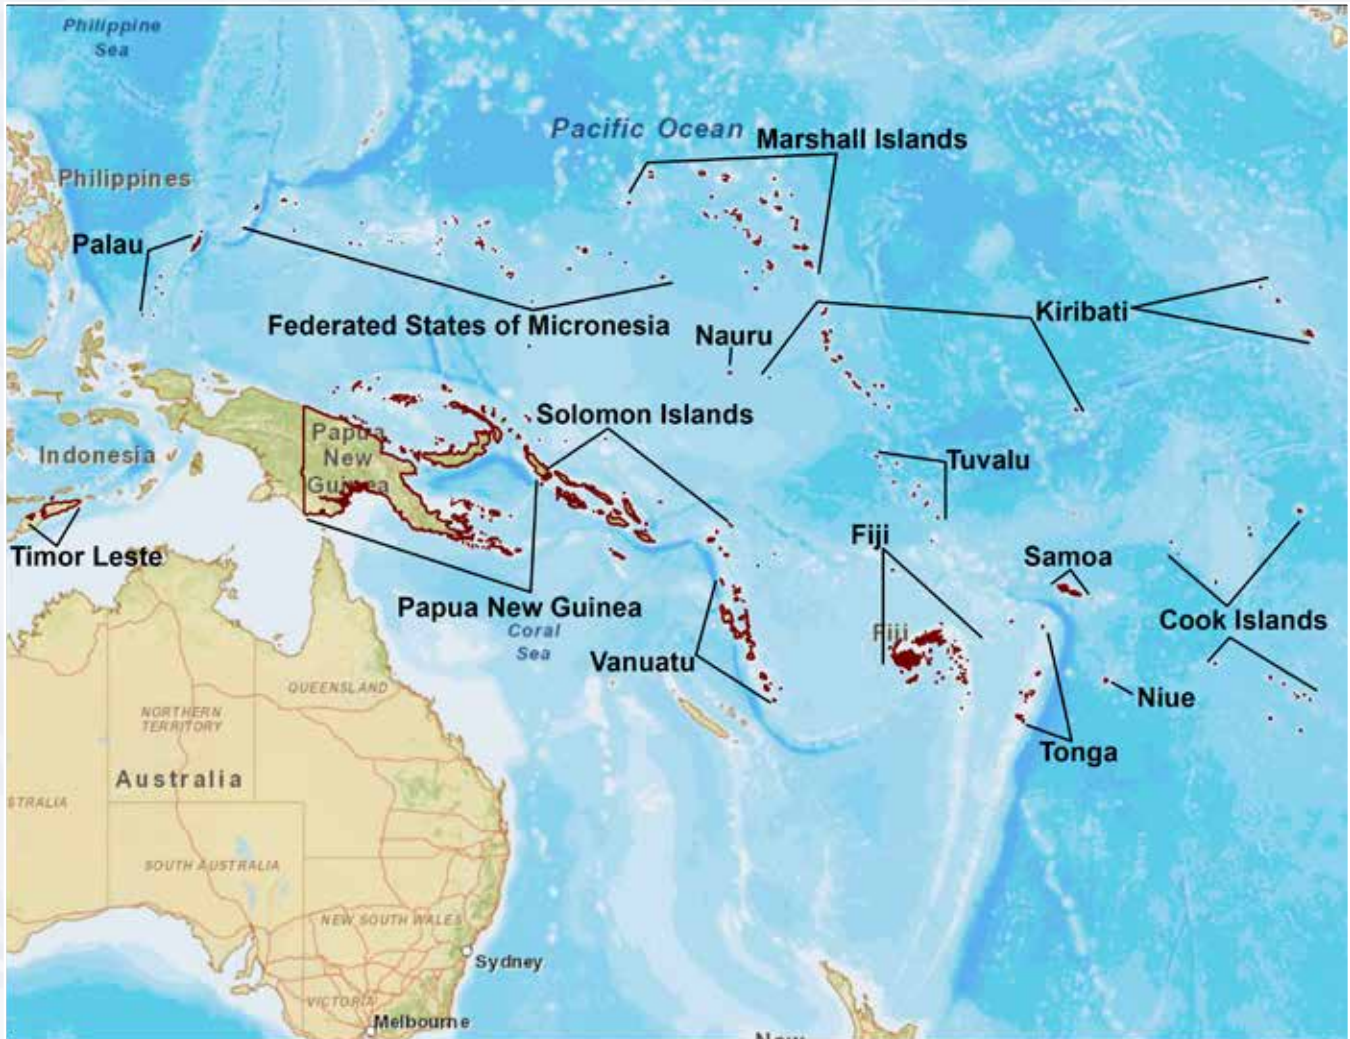 Philippine
Sea
Pacific Ocean
Marshall Islands
Philippines
Palau
Federated States of Micronesia
Nauru
Kiribati
Solomon Islands
Papua
New
Guinea
Indonesia
Tuvalu
Timor Leste
Fiji
Samoa
Papua New Guinea
Cook Islands
Coral
Sea
Fiji
Vanuatu
Niue
QUEENSLAND
NORTHERN
TERRITORY
Tonga
Australia
STRALIA
SOUTH AUSTRALIA
NEW SOUTH WALES
Sydney
VICTORIA
Melbourne
New